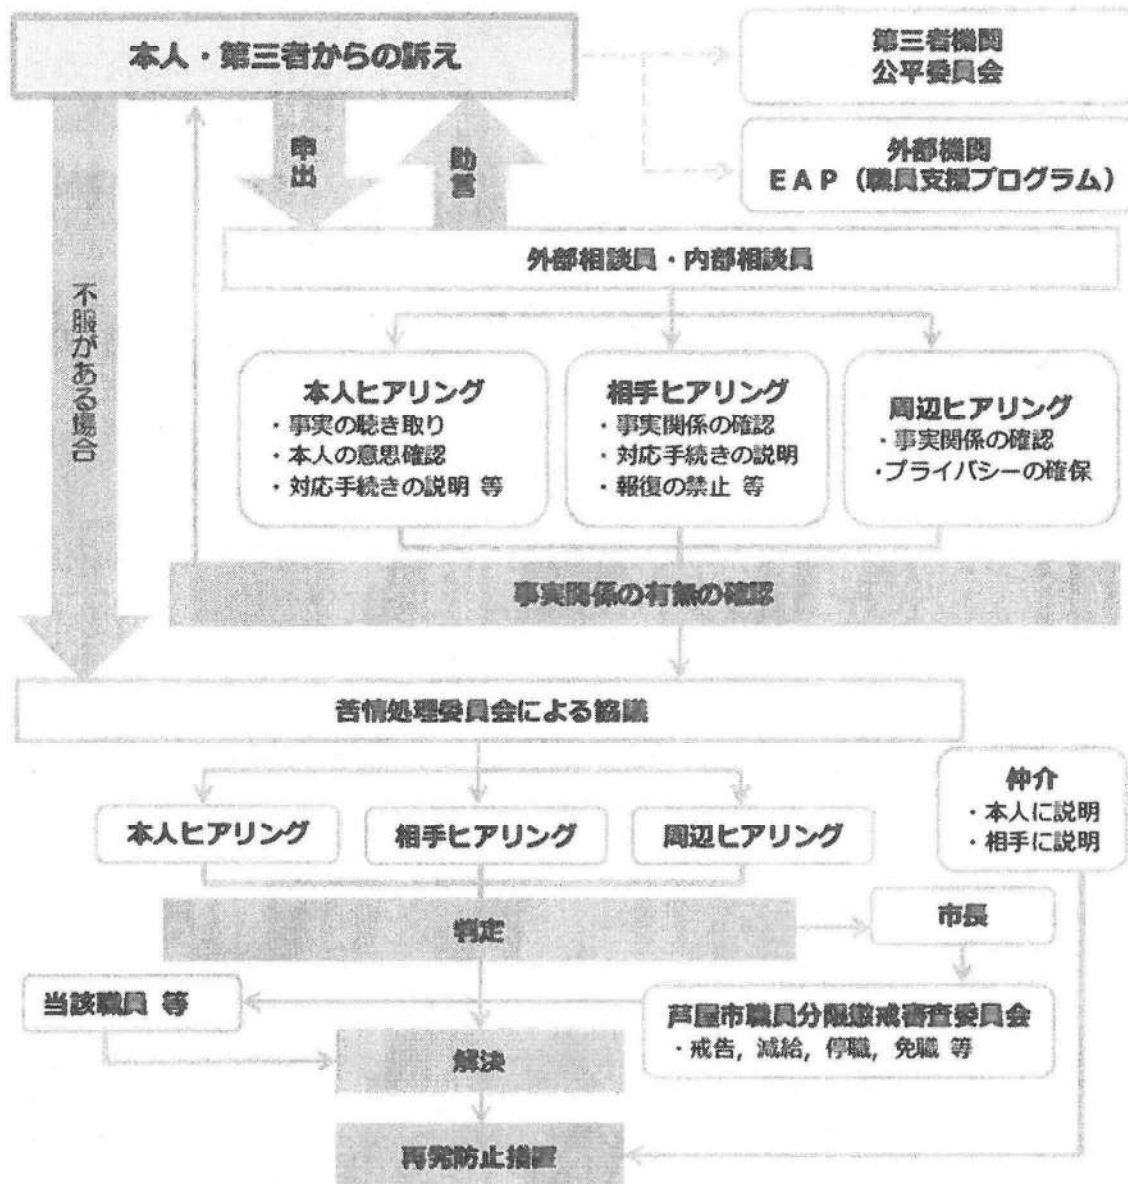 本人・第三者からの訴え
第三者機関
公平委員会
外部機関
EAP（職員支援プログラム）
申出
助言
不服がある場合
外部相談員・内部相談員
本人ヒアリング
・事実の聴き取り
・本人の意思確認
・対応手続きの説明 等
相手ヒアリング
・事実関係の確認
・対応手続きの説明
・報復の禁止 等
周辺ヒアリング
・事実関係の確認
・プライバシーの確保
事実関係の有無の確認
苦情処理委員会による協議
仲介
・本人に説明
・相手に説明
本人ヒアリング
相手ヒアリング
周辺ヒアリング
判定
市長
当該職員 等
芦屋市職員分限懲戒審査委員会
・戒告，減給，停職，免職 等
解決
再発防止措置